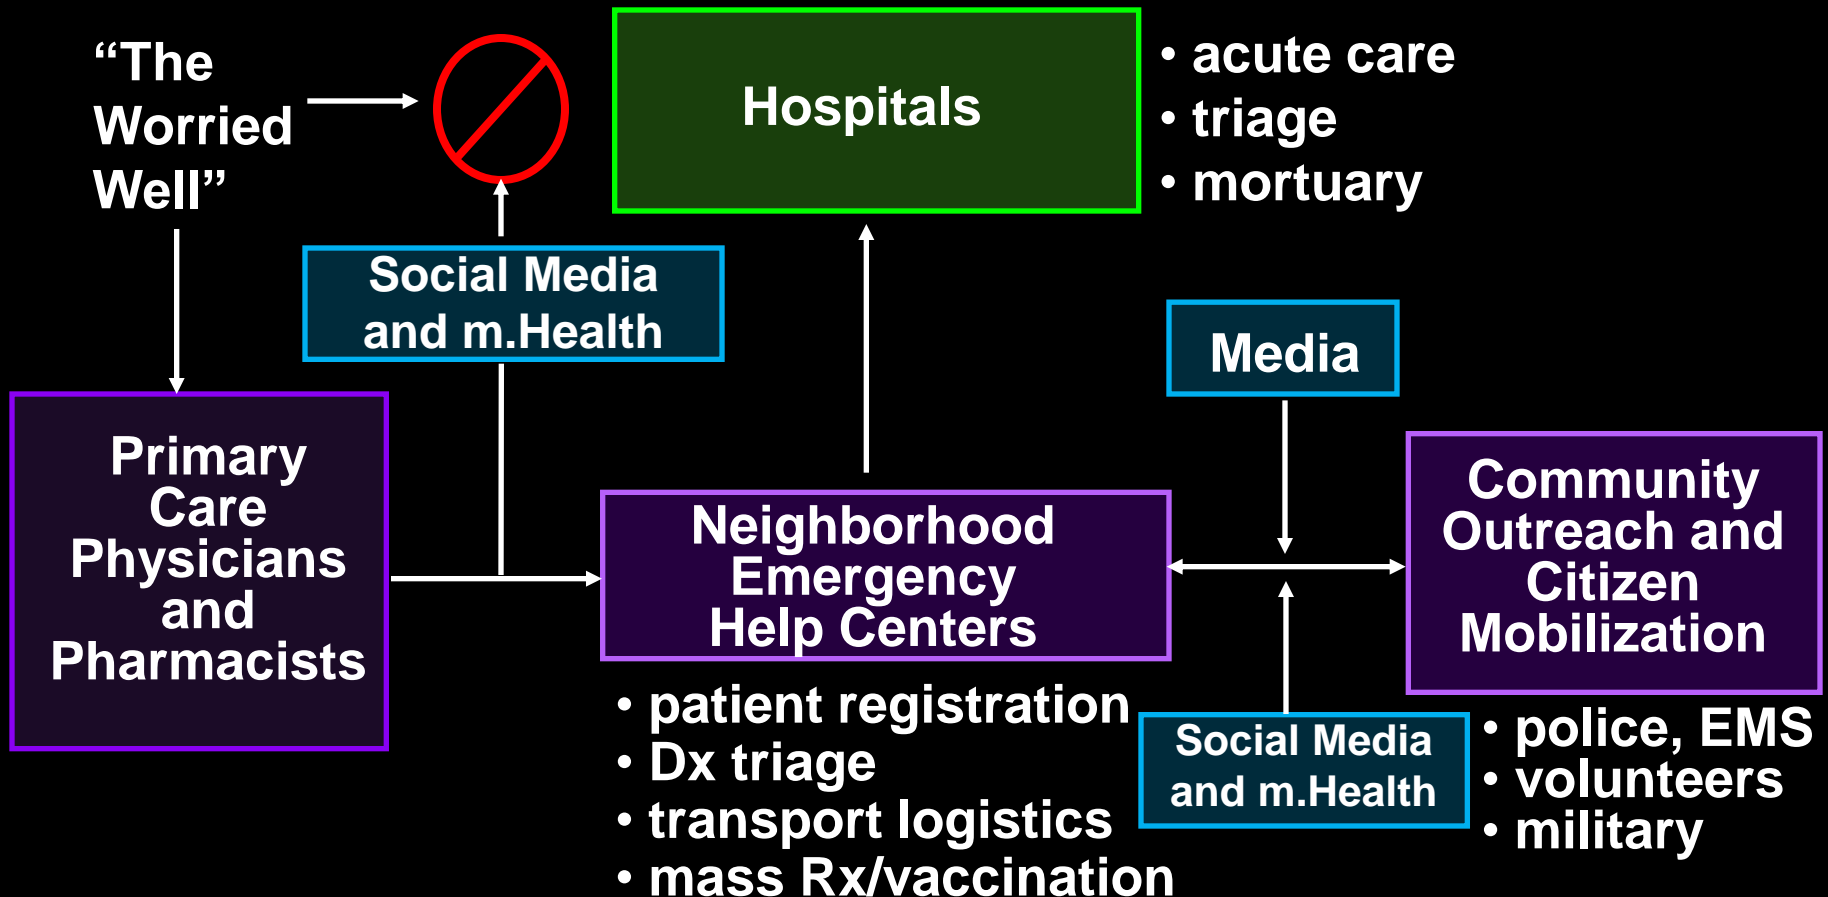 “The
Worried
Well”
Hospitals
• acute care
• triage
• mortuary
Social Media
and m.Health
Media
Primary
Care
Physicians
and
Pharmacists
Neighborhood
Emergency
Help Centers
• patient registration
• Dx triage
• transport logistics
• mass Rx/vaccination
Community
Outreach and
Citizen
Mobilization
Social Media
and m.Health
• police, EMS
• volunteers
• military